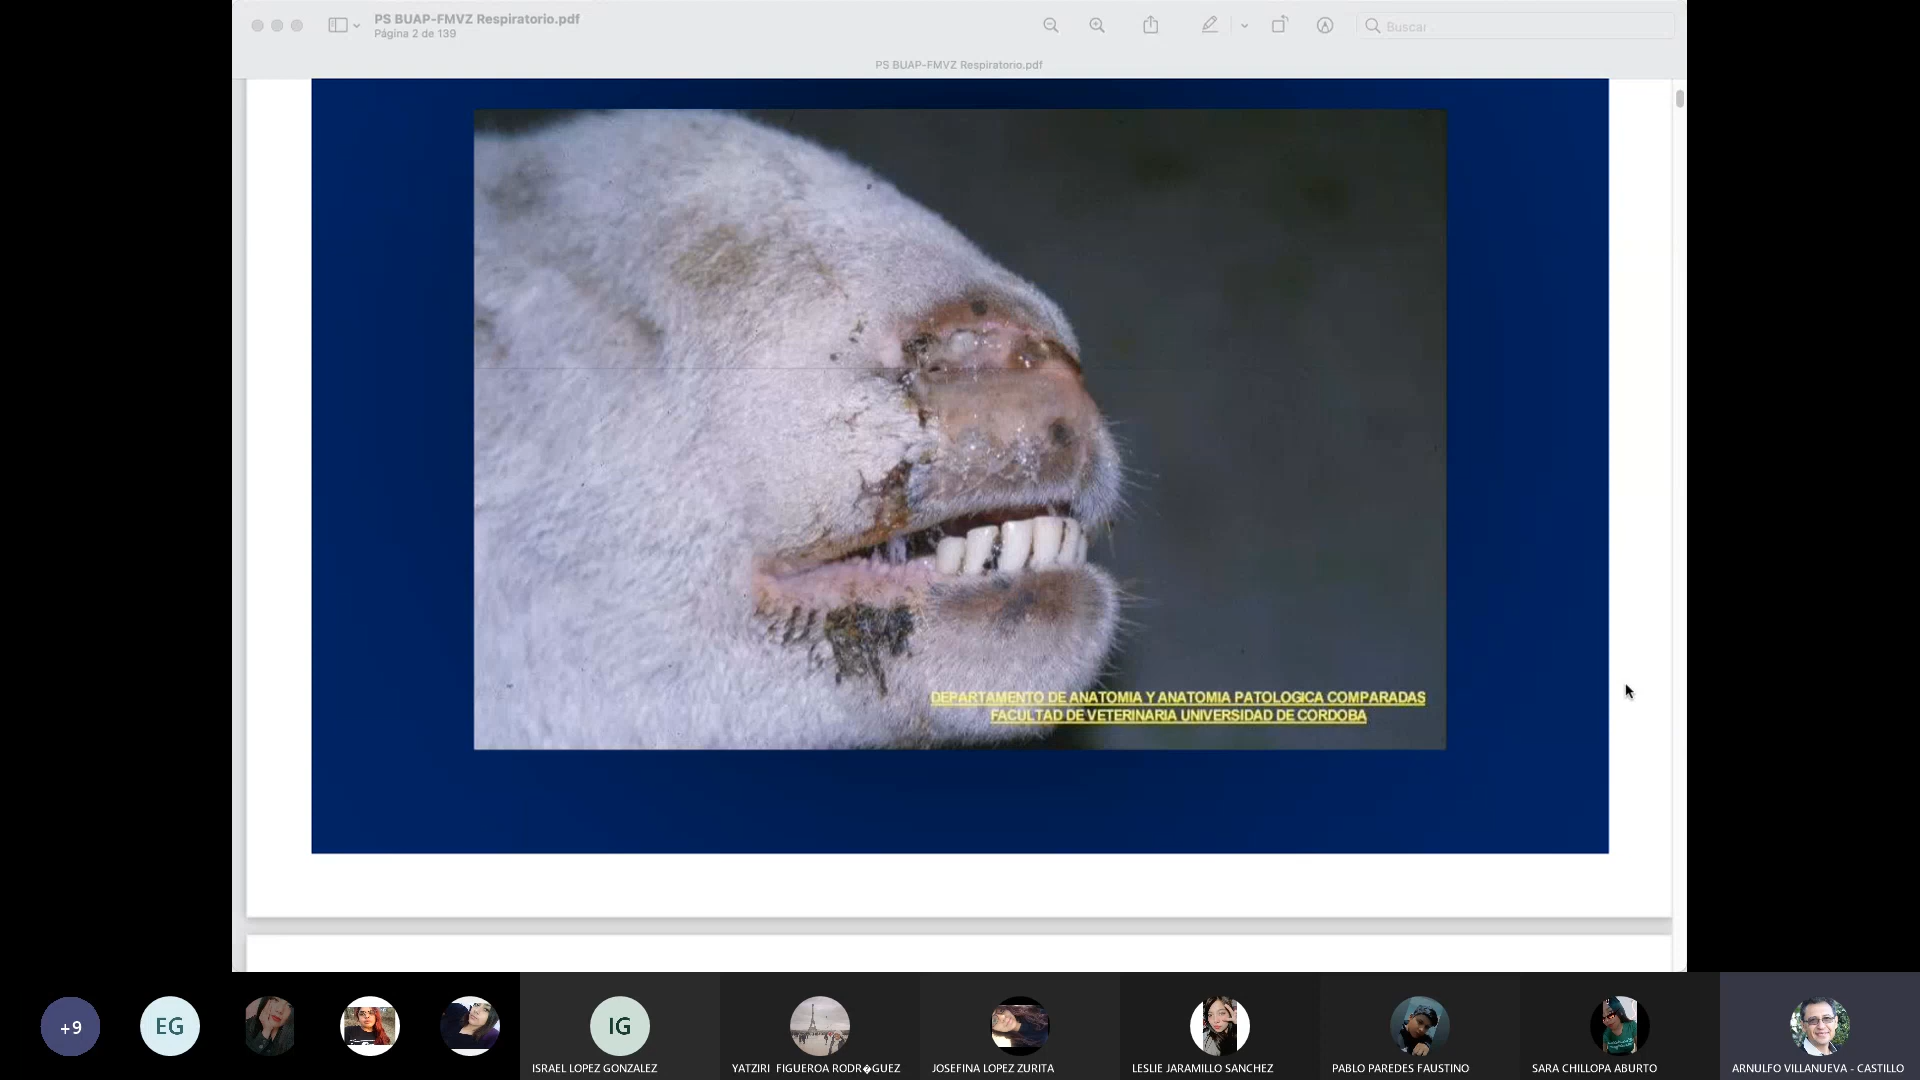 PS BUAP-FMVZ Respiratorio.pdf
Página 2 de 139
Buscar
PS BUAP-FMVZ Respiratorio.pdf
DEPARTAMENTO DE ANATOMIA Y ANATOMIA PATOLOGICA COMPARADAS
FACULTAD DE VETERINARIA UNIVERSIDAD DE CORDOBA
+9
EG
IG
ISRAEL LOPEZ GONZALEZ
YATZIRI FIGUEROA RODR�GUEZ
JOSEFINA LOPEZ ZURITA
LESLIE JARAMILLO SANCHEZ
PABLO PAREDES FAUSTINO
SARA CHILLOPA ABURTO
ARNULFO VILLANUEVA - CASTILLO